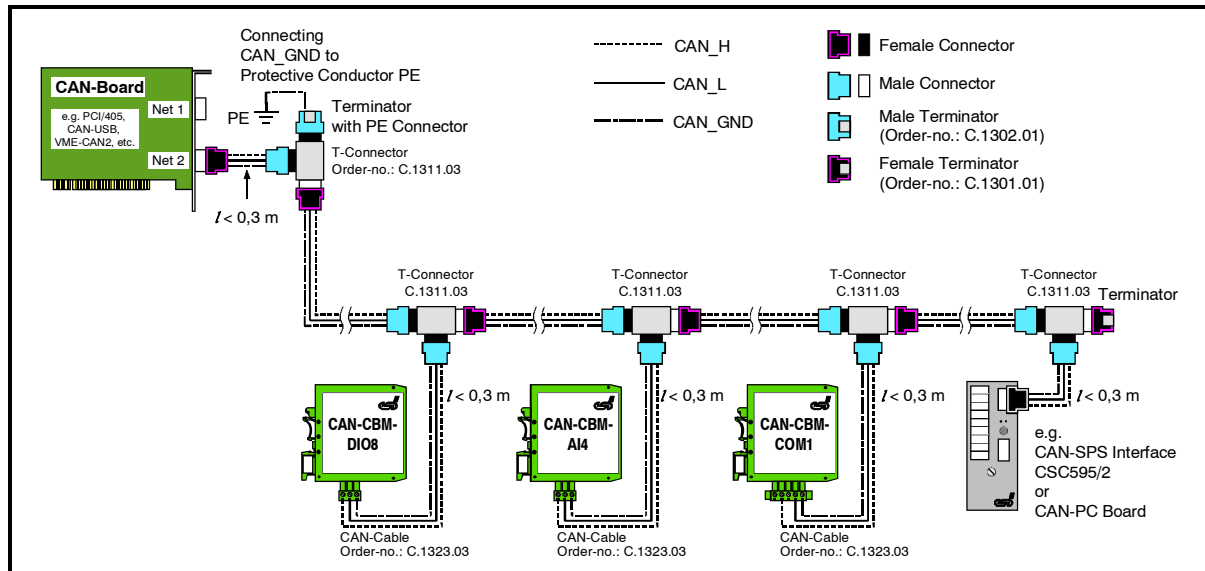 Connecting
CAN_GND to
Protective Conductor PE
CAN-Board
e.g. PCI/405,
CAN-USB,
VME-CAN2, etc.
Net 1
Net 2
PE
Terminator
with PE Connector
T-Connector
Order-no.: C.1311.03
l < 0,3 m
CAN_H
CAN_L
CAN_GND
Female Connector
Male Connector
Male Terminator
(Order-no.: C.1302.01)
Female Terminator
(Order-no.: C.1301.01)
T-Connector
C.1311.03
T-Connector
C.1311.03
T-Connector
C.1311.03
T-Connector
C.1311.03
Terminator
l < 0,3 m
l < 0,3 m
l < 0,3 m
l < 0,3 m
esd
CAN-CBM-
DIO8
esd
CAN-CBM-
AI4
esd
CAN-CBM-
COM1
e.g.
CAN-SPS Interface
CSC595/2
or
CAN-PC Board
esd
CAN-Cable
Order-no.: C.1323.03
CAN-Cable
Order-no.: C.1323.03
CAN-Cable
Order-no.: C.1323.03